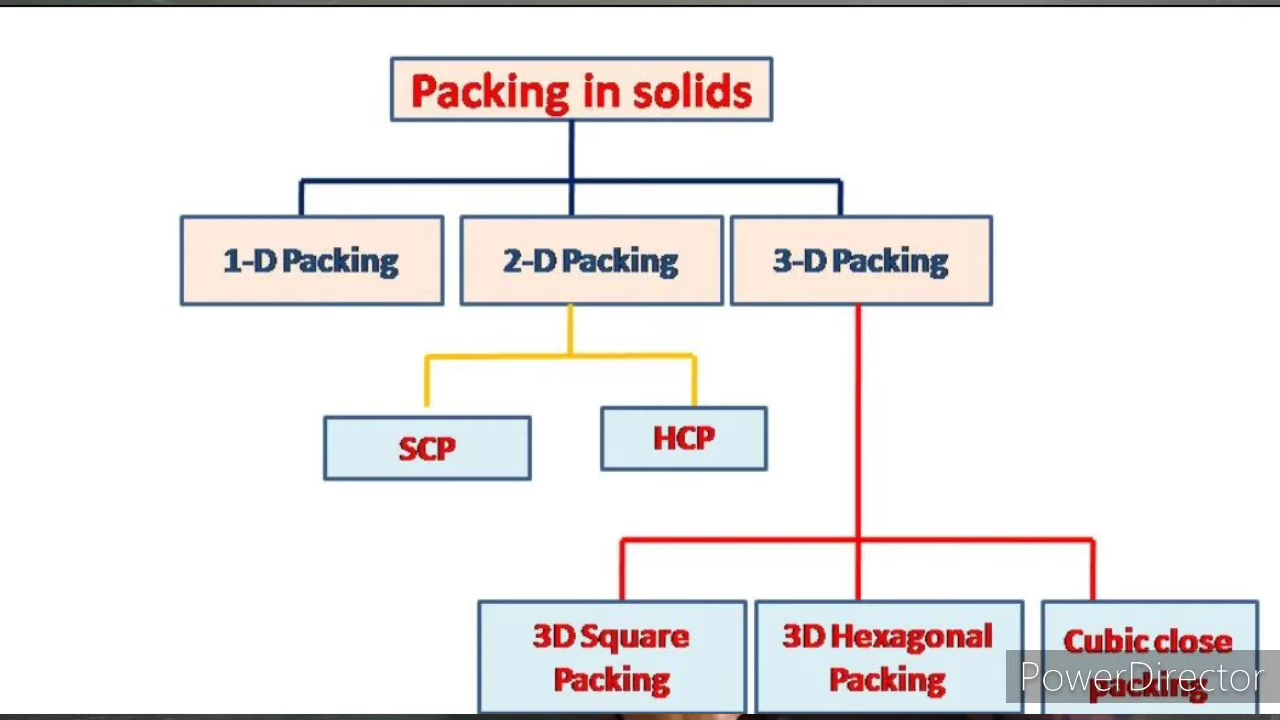 Packing in solids
1-D Packing
2-D Packing
3-D Packing
SCP
HCP
3D Square
Packing
3D Hexagonal
Packing
Cubic close
packing
PowerDirector